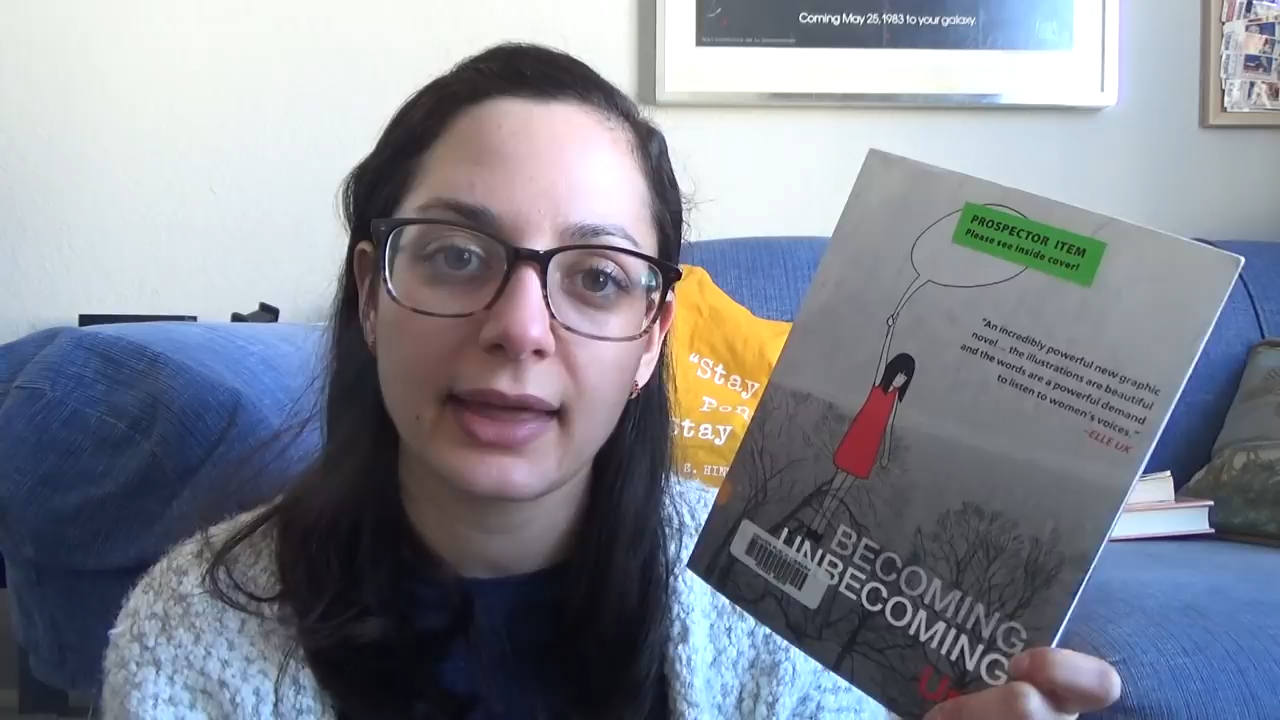 Coming May 25, 1983 to your galaxy.
PROSPECTOR ITEM
Please see inside cover!
"An incredibly powerful new graphic
novel — the illustrations are beautiful
and the words are a powerful demand
to listen to women's voices."
–ELLE UK
"Stay
stay
E. HIN
BECOMING
UNBECOMING